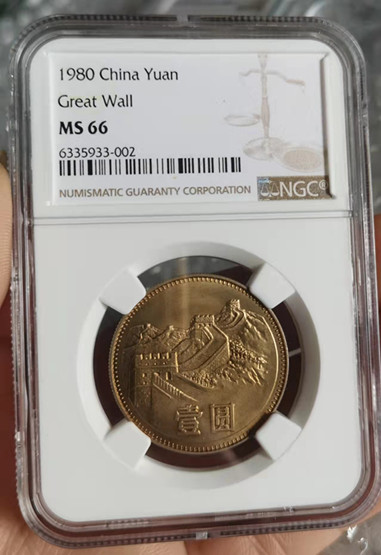 1980 China Yuan
Great Wall
MS 66
6335933-002
NUMISMATIC GUARANTY CORPORATION
NGC®
壹圆